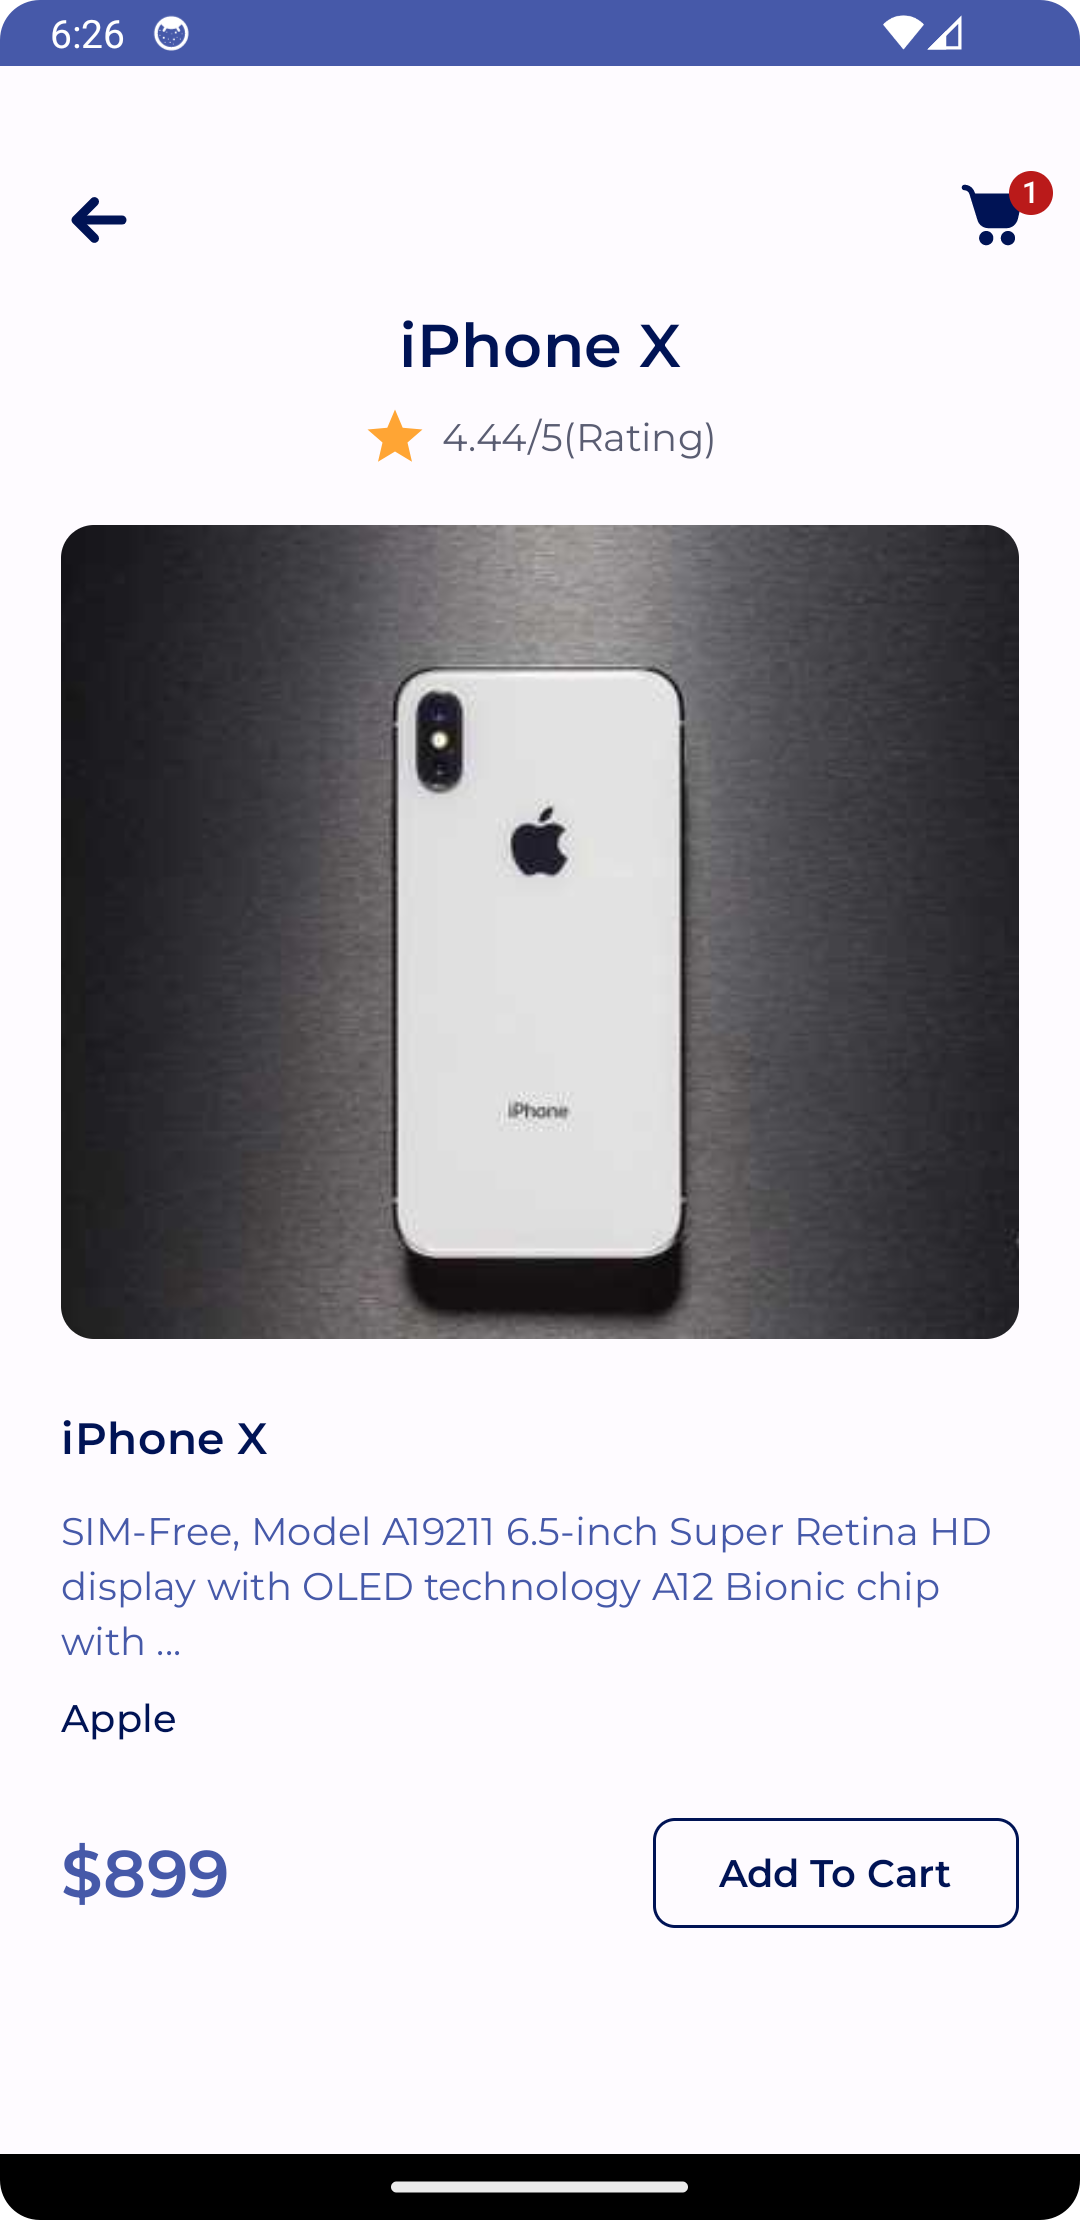 6:26
1
iPhone X
4.44/5(Rating)
iPhone
iPhone X
SIM-Free, Model A19211 6.5-inch Super Retina HD
display with OLED technology A12 Bionic chip
with ...
Apple
$899
Add To Cart